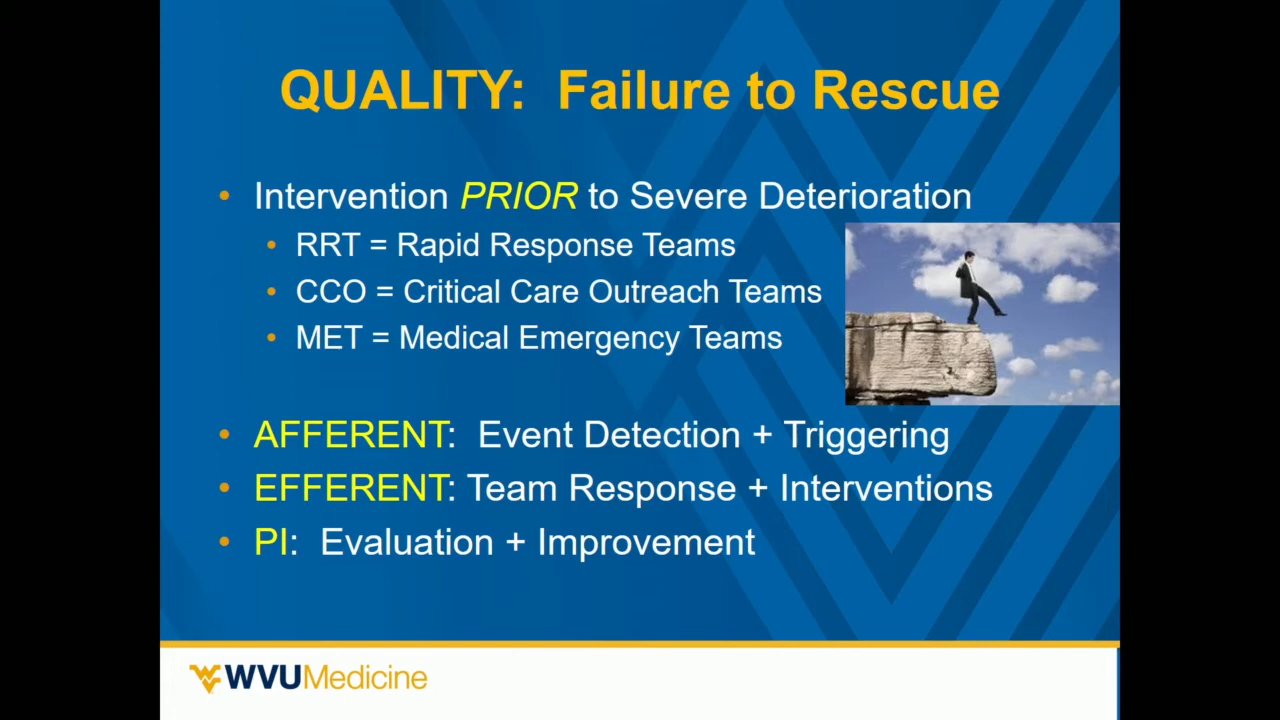 QUALITY: Failure to Rescue
• Intervention PRIOR to Severe Deterioration
• RRT = Rapid Response Teams
• CCO = Critical Care Outreach Teams
• MET = Medical Emergency Teams
• AFFERENT: Event Detection + Triggering
• EFFERENT: Team Response + Interventions
• PI: Evaluation + Improvement
WVUMedicine